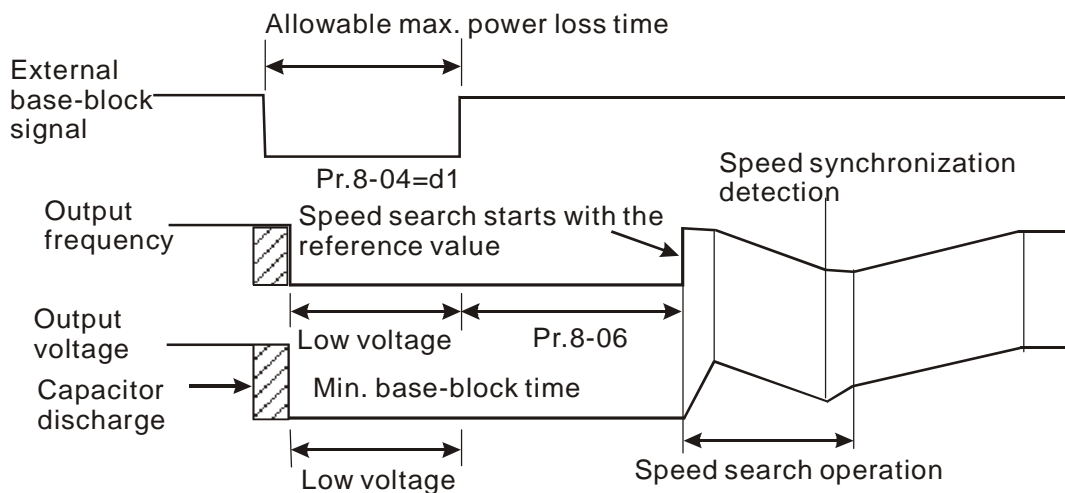 Allowable max. power loss time
External
base-block
signal
Pr.8-04=d1
Speed synchronization
detection
Output
frequency
Speed search starts with the
reference value
Low voltage
Pr.8-06
Output
voltage
Capacitor
discharge
Min. base-block time
Low voltage
Speed search operation